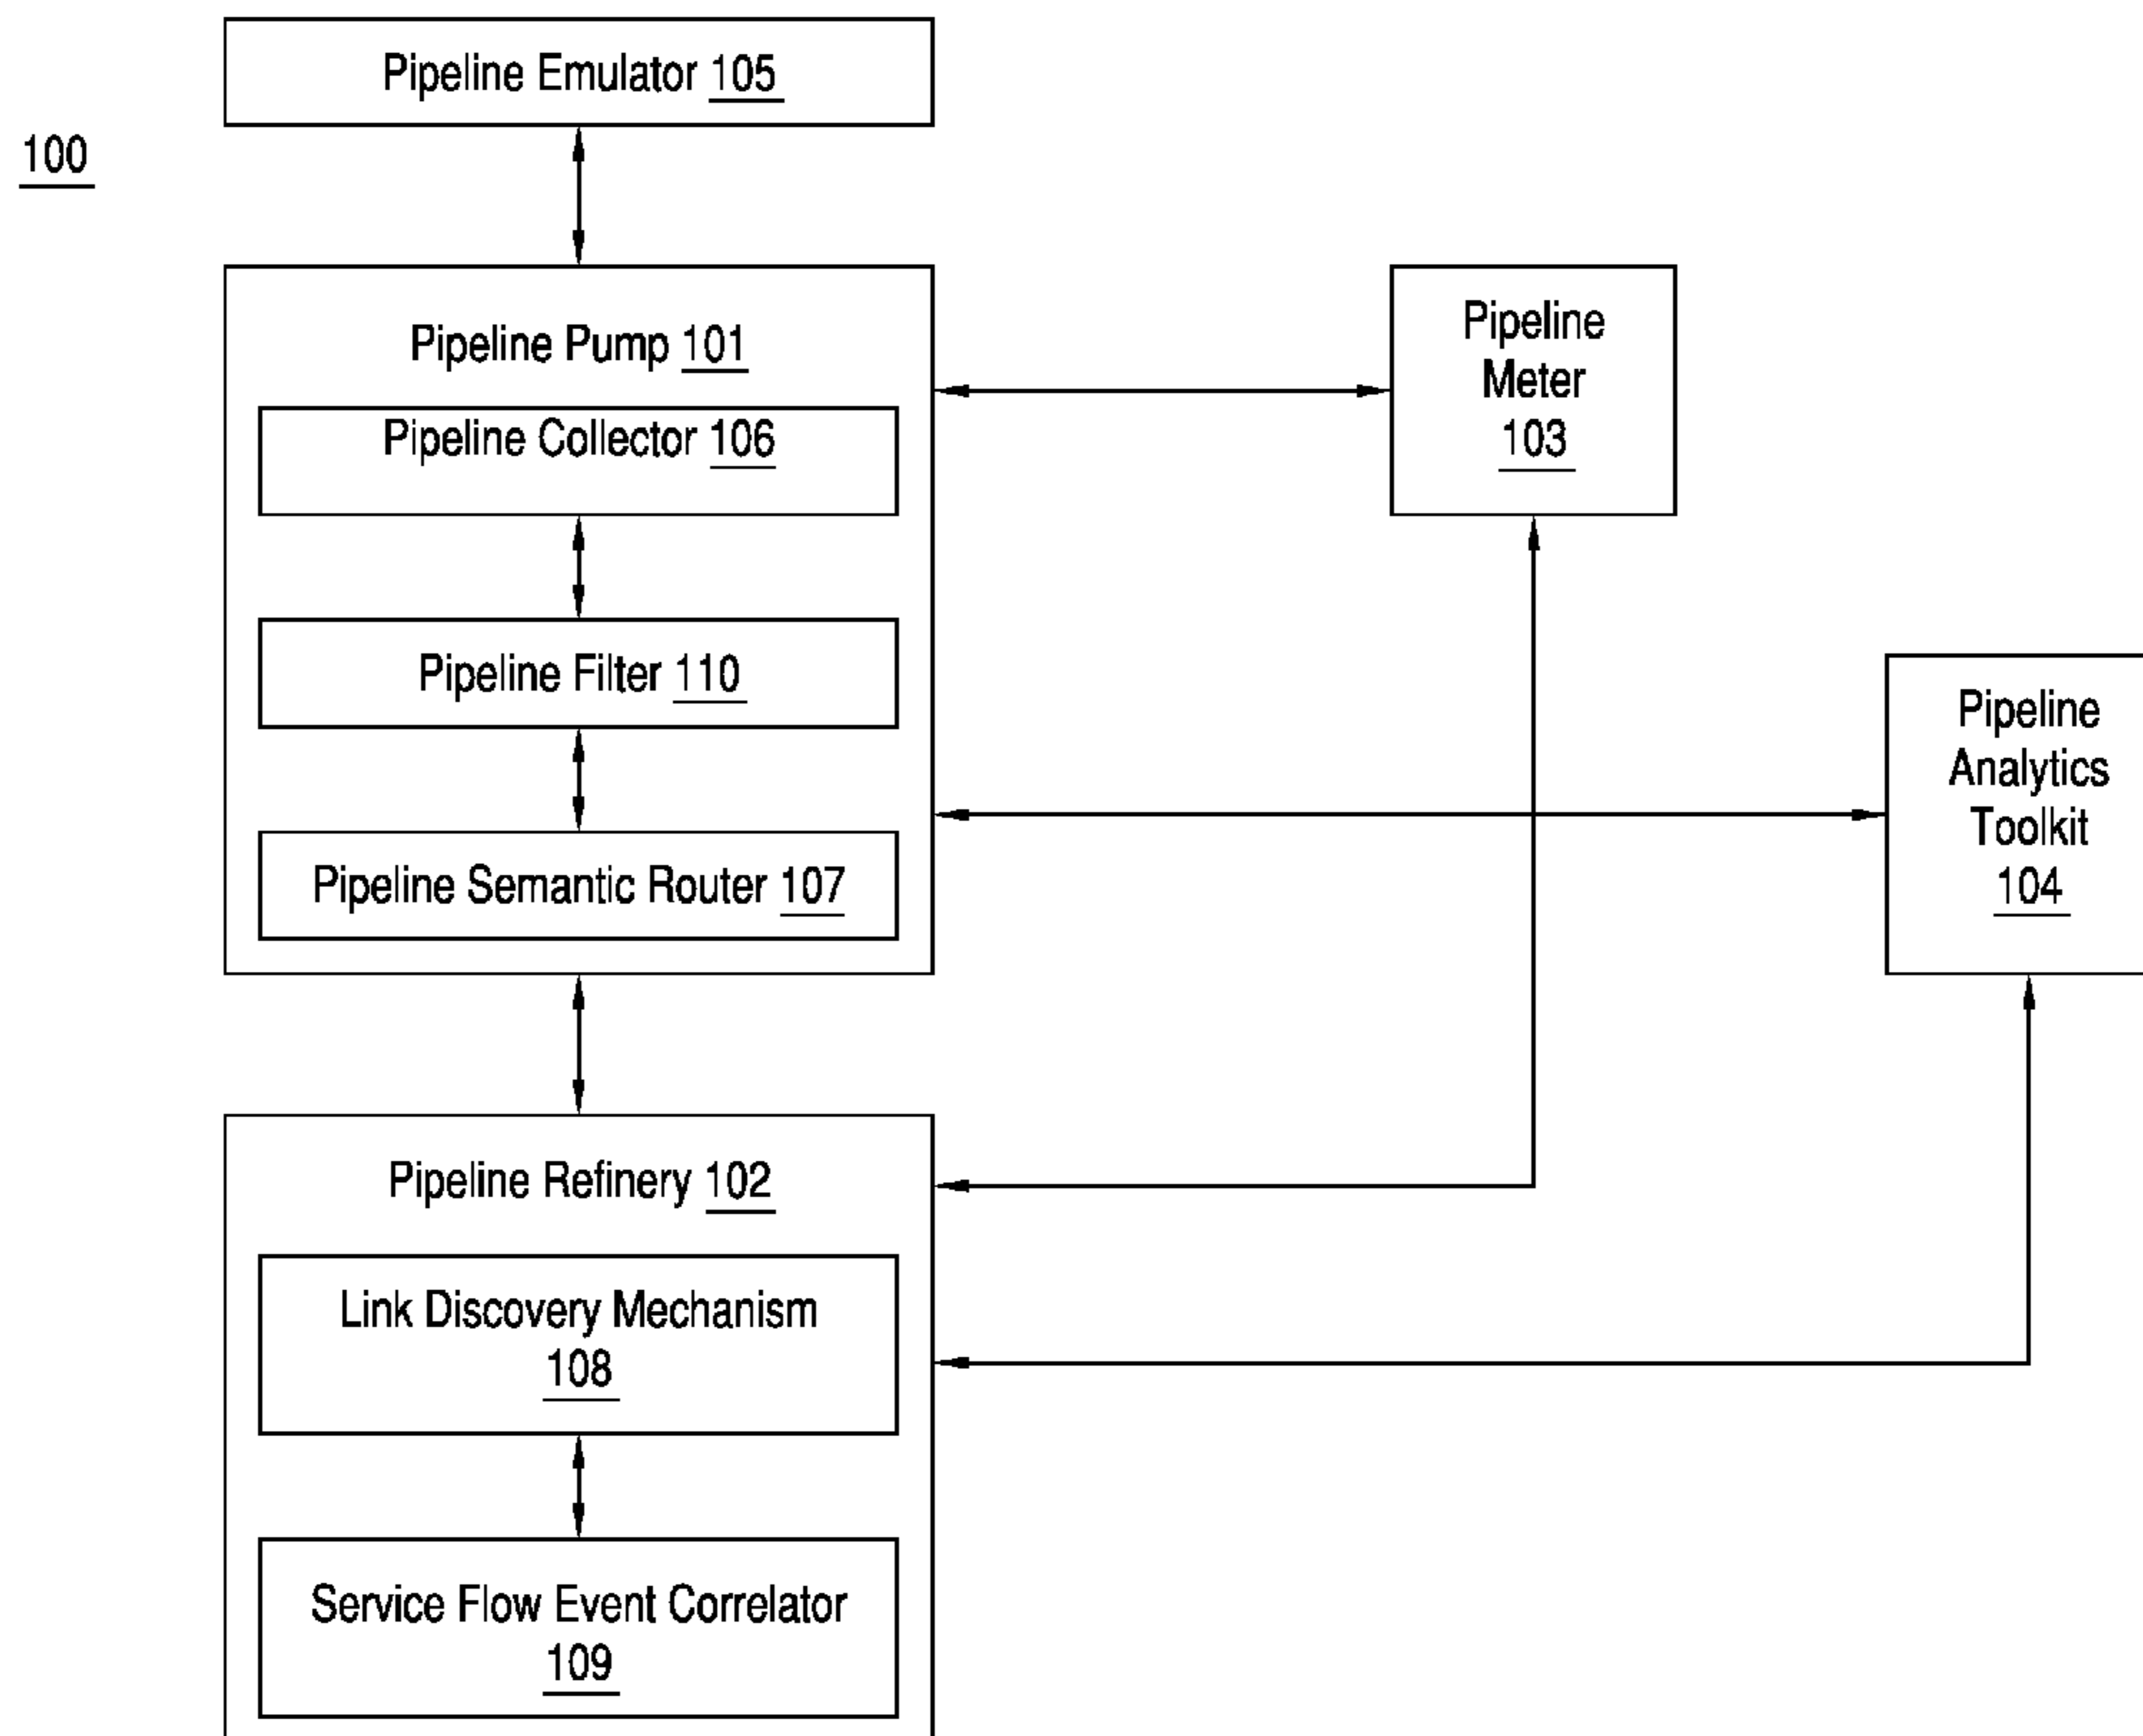 Pipeline Emulator 105
100
Pipeline Pump 101
Pipeline Collector 106
Pipeline Filter 110
Pipeline Semantic Router 107
Pipeline
Meter
103
Pipeline
Analytics
Toolkit
104
Pipeline Refinery 102
Link Discovery Mechanism
108
Service Flow Event Correlator
109